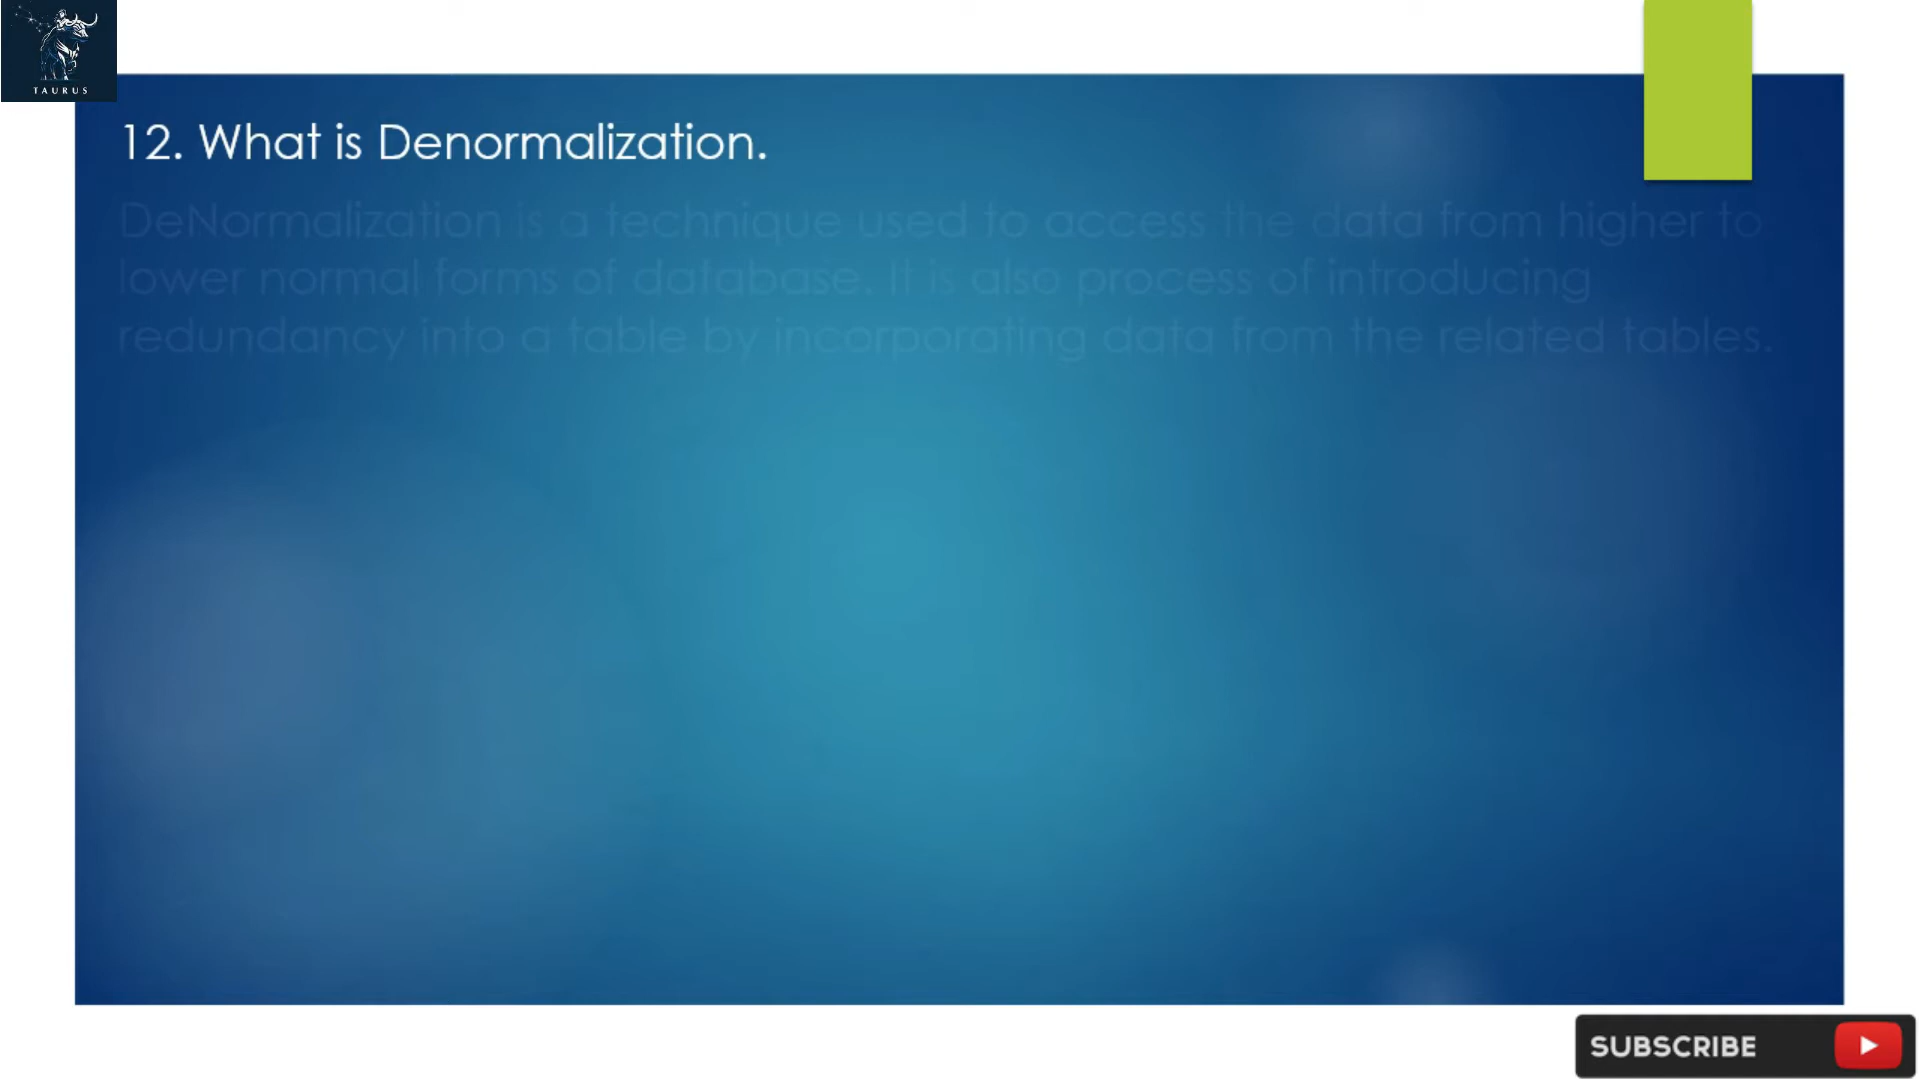 TAURUS
12. What is Denormalization.
DeNormalization is a technique used to access the data from higher to
lower normal forms of database. It is also process of introducing
redundancy into a table by incorporating data from the related tables.
SUBSCRIBE